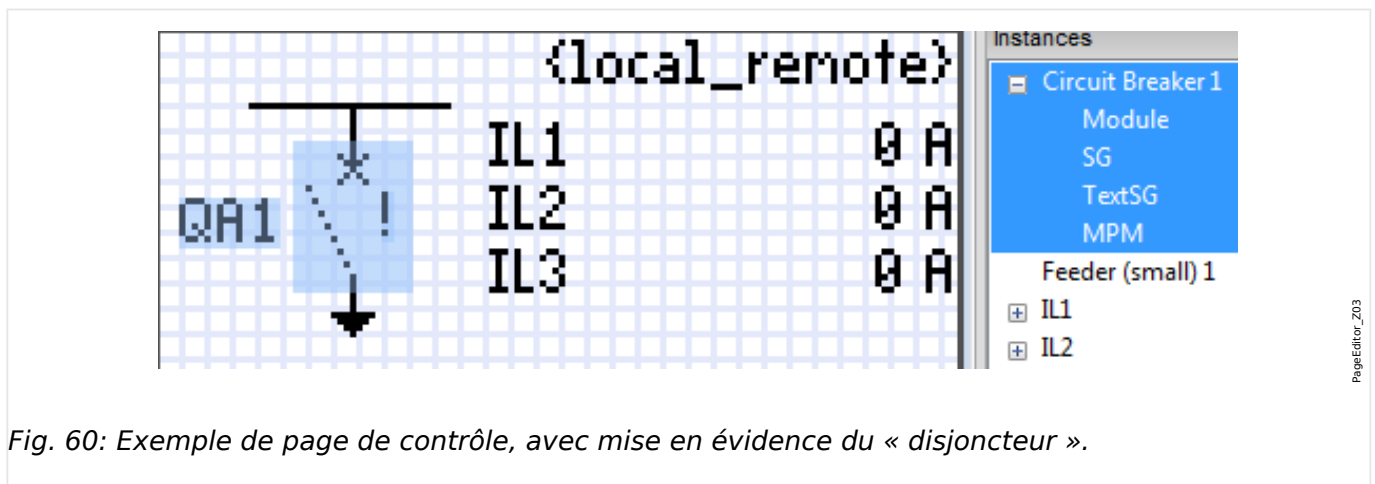 {local_remote}
QA1
!
IL1 0 A
IL2 0 A
IL3 0 A
Instances
Circuit Breaker 1
Module
SG
TextSG
MPM
Feeder (small) 1
IL1
IL2
PageEditor_Z03
Fig. 60: Exemple de page de contrôle, avec mise en évidence du « disjoncteur ».